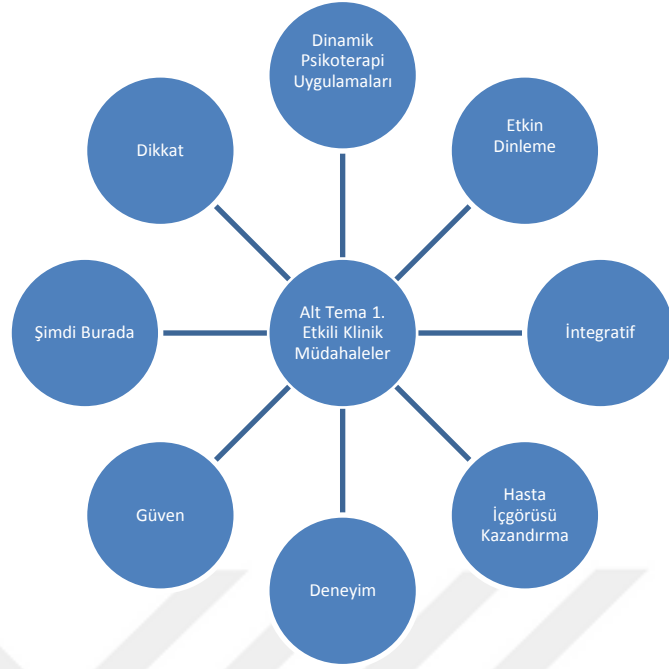 Dinamik
Psikoterapi
Uygulamaları
Etkin
Dinleme
İntegratif
Hasta
İçgörüsü
Kazandırma
Deneyim
Güven
Şimdi Burada
Dikkat
Alt Tema 1.
Etkili Klinik
Müdahaleler